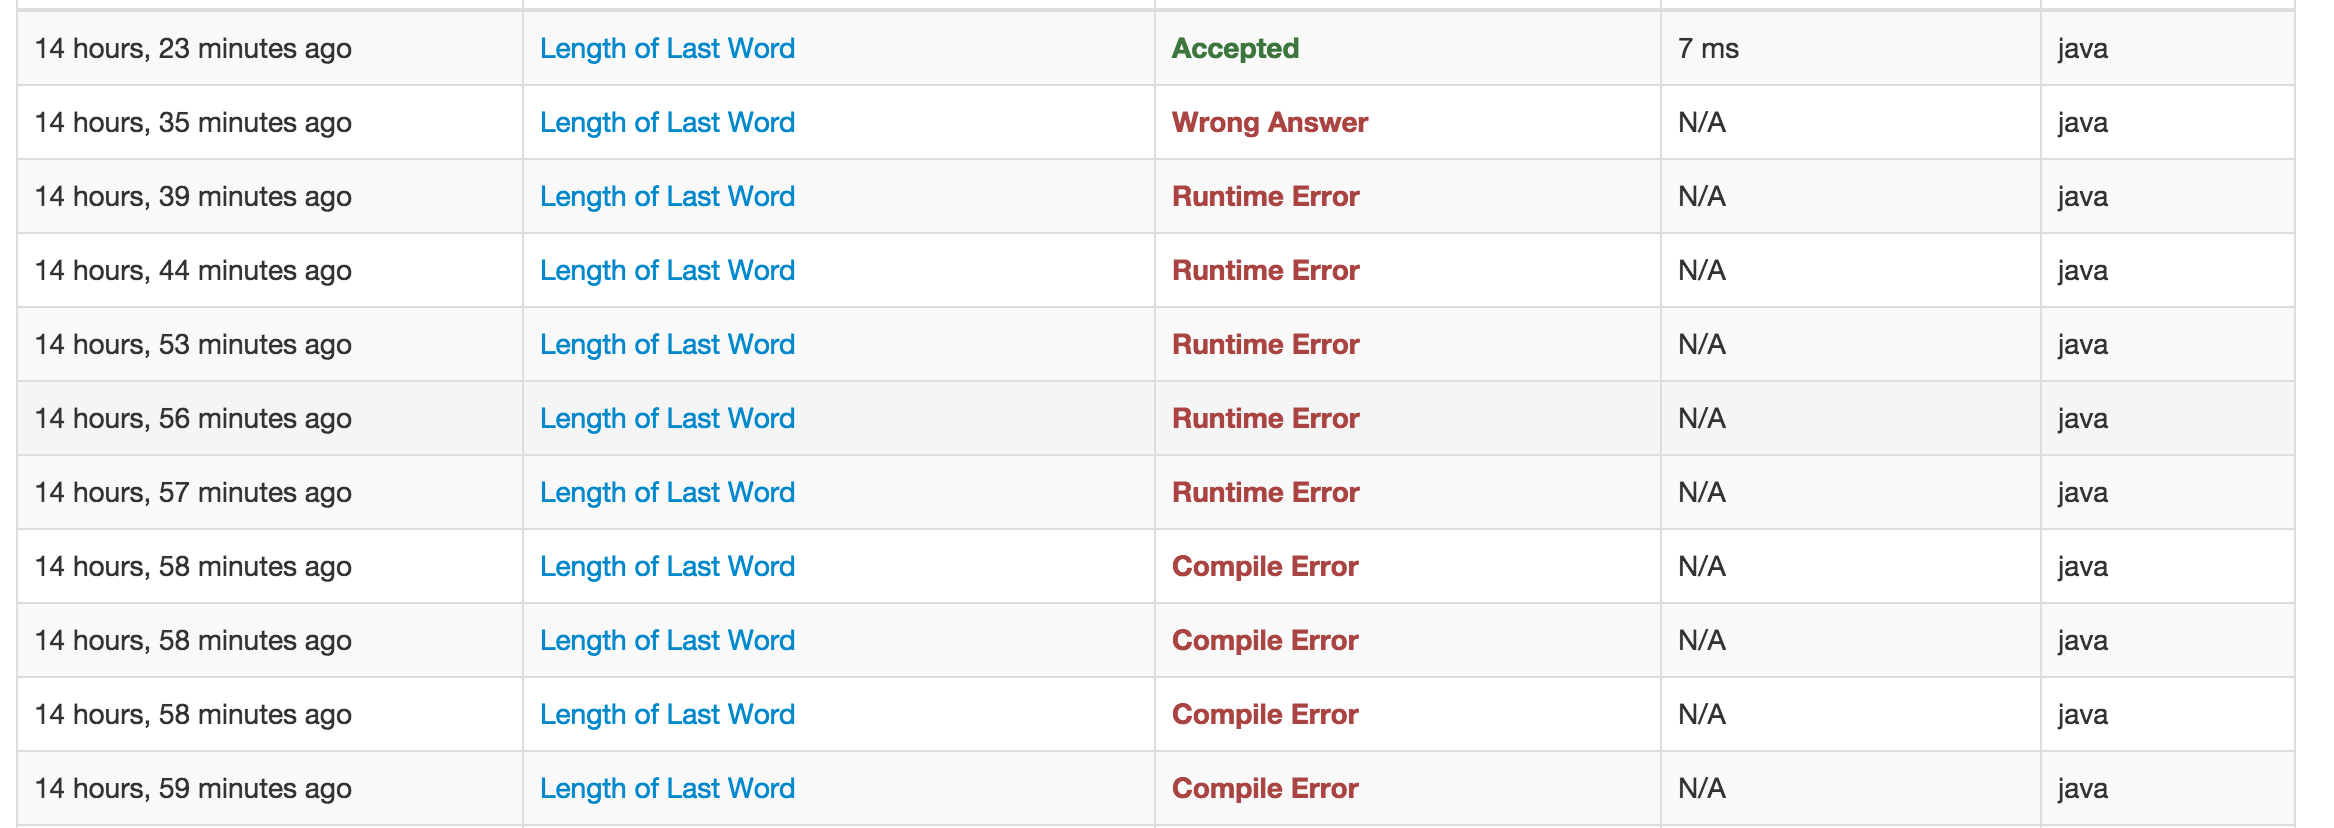 14 hours, 23 minutes ago Length of Last Word Accepted 7 ms java
14 hours, 35 minutes ago Length of Last Word Wrong Answer N/A java
14 hours, 39 minutes ago Length of Last Word Runtime Error N/A java
14 hours, 44 minutes ago Length of Last Word Runtime Error N/A java
14 hours, 53 minutes ago Length of Last Word Runtime Error N/A java
14 hours, 56 minutes ago Length of Last Word Runtime Error N/A java
14 hours, 57 minutes ago Length of Last Word Runtime Error N/A java
14 hours, 58 minutes ago Length of Last Word Compile Error N/A java
14 hours, 58 minutes ago Length of Last Word Compile Error N/A java
14 hours, 58 minutes ago Length of Last Word Compile Error N/A java
14 hours, 59 minutes ago Length of Last Word Compile Error N/A java